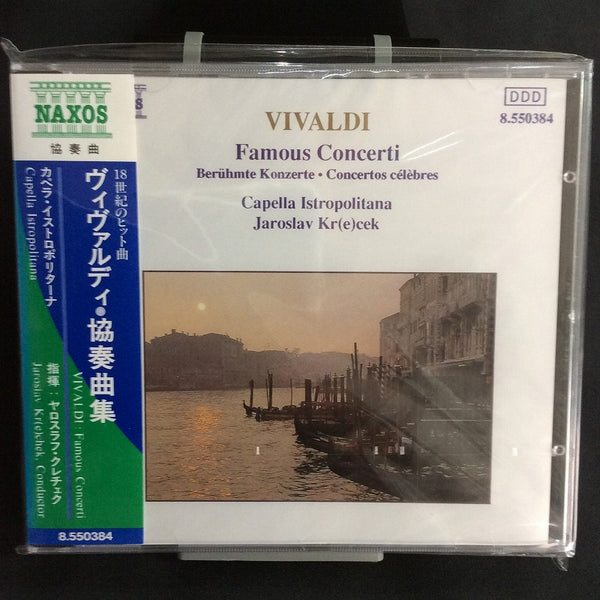 NAXOS
協奏曲
18世紀のヒット曲
ヴィヴァルディ・協奏曲集
VIVALDI : Famous Concerti
カペラ・イストロポリターナ
Capella Istropolitana
指揮：ヤロスラフ・クレチェク
Jaroslav Kr(e)chek, Conductor
8.550384
VIVALDI
DDD
8.550384
Famous Concerti
Berühmte Konzerte • Concertos célèbres
Capella Istropolitana
Jaroslav Kr(e)cek